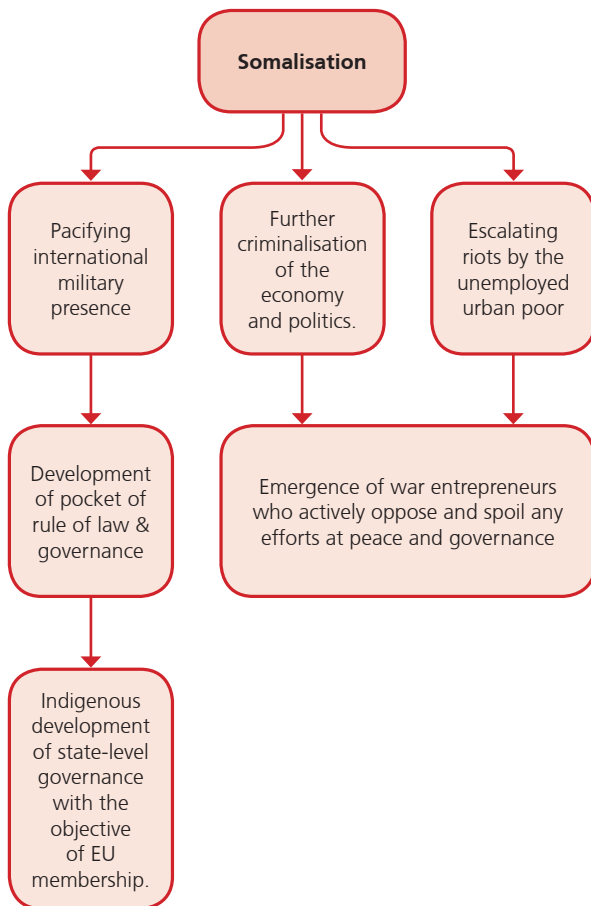 Somalisation
Pacifying
international
military
presence
Further
criminalisation
of the
economy
and politics.
Escalating
riots by the
unemployed
urban poor
Development
of pocket of
rule of law &
governance
Emergence of war entrepreneurs
who actively oppose and spoil any
efforts at peace and governance
Indigenous
development
of state-level
governance
with the
objective
of EU
membership.